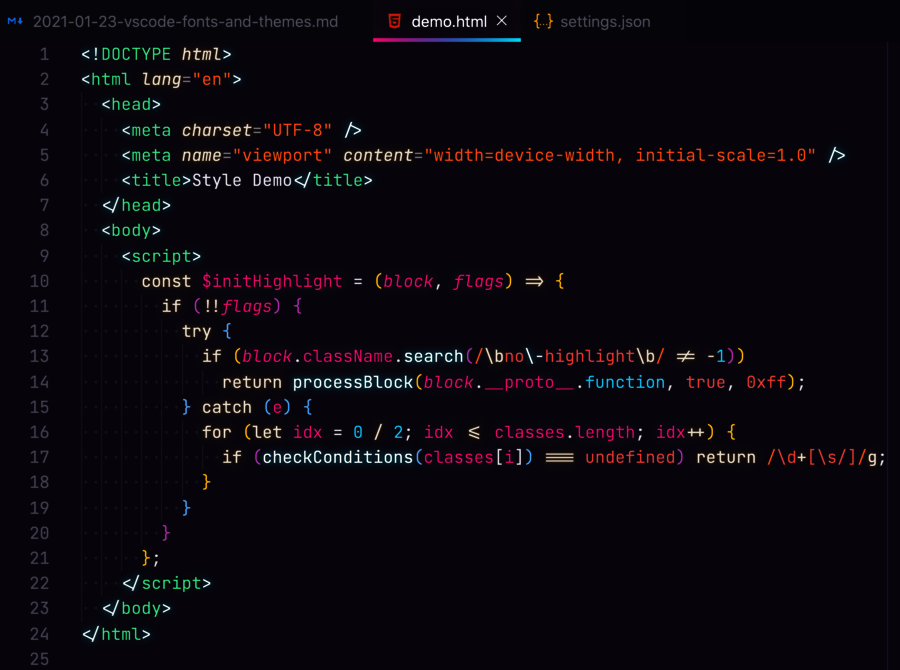 2021-01-23-vscode-fonts-and-themes.md demo.html settings.json
1 <!DOCTYPE html>
2 <html lang="en">
3 <head>
4 <meta charset="UTF-8" />
5 <meta name="viewport" content="width=device-width, initial-scale=1.0" />
6 <title>Style Demo</title>
7 </head>
8 <body>
9 <script>
10 const $initHighlight = (block, flags) => {
11 if (!!flags) {
12 try {
13 if (block.className.search(/\bno\-highlight\b/ != -1))
14 return processBlock(block.__proto__.function, true, 0xff);
15 } catch (e) {
16 for (let idx = 0 / 2; idx <= classes.length; idx++) {
17 if (checkConditions(classes[i]) === undefined) return /\d+[\s/]/g;
18 }
19 }
20 }
21 };
22 </script>
23 </body>
24 </html>
25